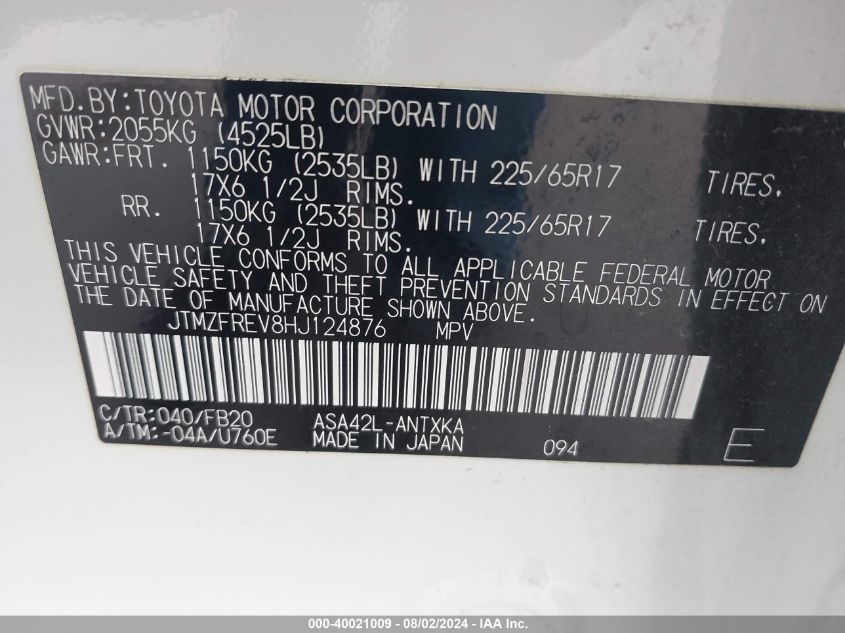 MFD.BY:TOYOTA MOTOR CORPORATION
GVWR:2055KG (4525LB)
GAWR:FRT. 1150KG (2535LB) WITH 225/65R17 TIRES,
17X6 1/2J RIMS.
RR. 1150KG (2535LB) WITH 225/65R17 TIRES,
17X6 1/2J RIMS.
THIS VEHICLE CONFORMS TO ALL APPLICABLE FEDERAL MOTOR
VEHICLE SAFETY AND THEFT PREVENTION STANDARDS IN EFFECT ON
THE DATE OF MANUFACTURE SHOWN ABOVE.
JTMZFREV8HJ124876 MPV
C/TR:040/FB20 ASA42L-ANTXKA
A/TM:-04A/U760E MADE IN JAPAN 094 E
000-40021009 - 08/02/2024 - IAA Inc.